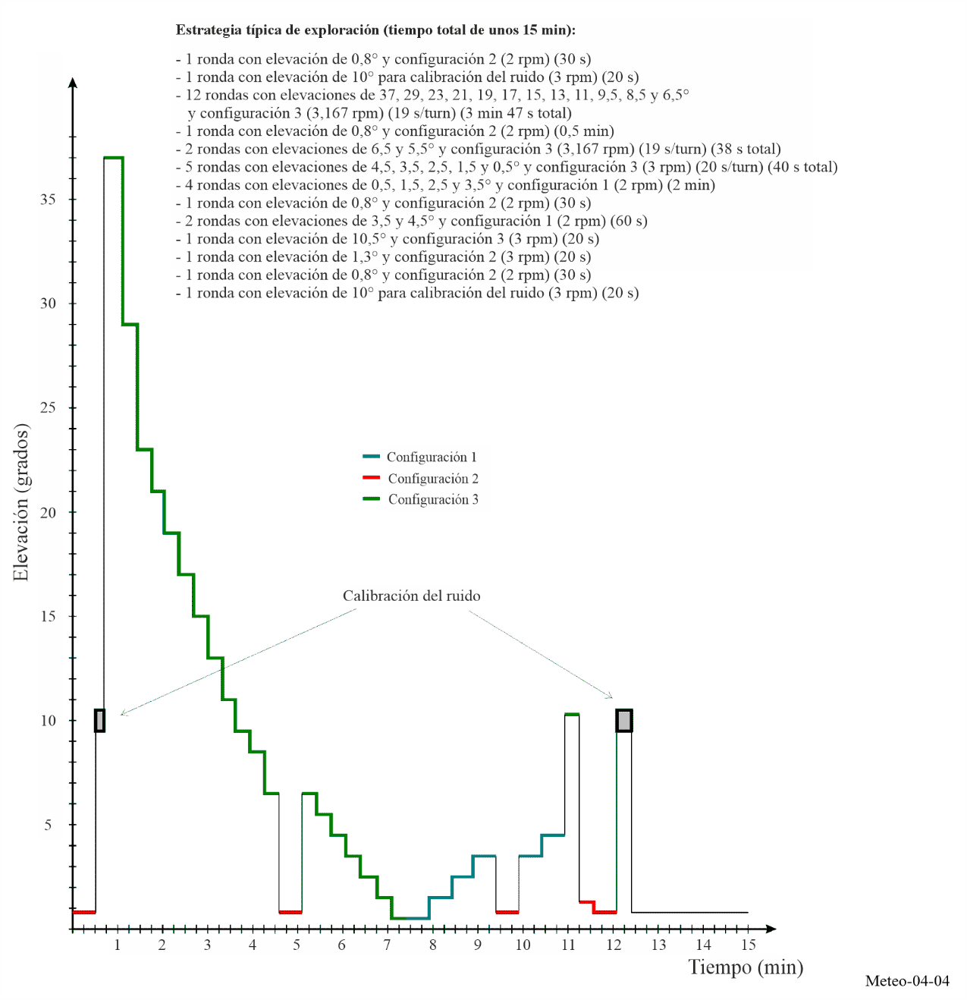 Estrategia típica de exploración (tiempo total de unos 15 min):
- 1 ronda con elevación de 0,8° y configuración 2 (2 rpm) (30 s)
- 1 ronda con elevación de 10° para calibración del ruido (3 rpm) (20 s)
- 12 rondas con elevaciones de 37, 29, 23, 21, 19, 17, 15, 13, 11, 9,5, 8,5 y 6,5°
y configuración 3 (3,167 rpm) (19 s/turn) (3 min 47 s total)
- 1 ronda con elevación de 0,8° y configuración 2 (2 rpm) (0,5 min)
- 2 rondas con elevaciones de 6,5 y 5,5° y configuración 3 (3,167 rpm) (19 s/turn) (38 s total)
- 5 rondas con elevaciones de 4,5, 3,5, 2,5, 1,5 y 0,5° y configuración 3 (3 rpm) (20 s/turn) (40 s total)
- 4 rondas con elevaciones de 0,5, 1,5, 2,5 y 3,5° y configuración 1 (2 rpm) (2 min)
- 1 ronda con elevación de 0,8° y configuración 2 (2 rpm) (30 s)
- 2 rondas con elevaciones de 3,5 y 4,5° y configuración 1 (2 rpm) (60 s)
- 1 ronda con elevación de 10,5° y configuración 3 (3 rpm) (20 s)
- 1 ronda con elevación de 1,3° y configuración 2 (3 rpm) (20 s)
- 1 ronda con elevación de 0,8° y configuración 2 (2 rpm) (30 s)
- 1 ronda con elevación de 10° para calibración del ruido (3 rpm) (20 s)
35
30
25
20
15
10
5
Elevación (grados)
Configuración 1
Configuración 2
Configuración 3
Calibración del ruido
1 2 3 4 5 6 7 8 9 10 11 12 13 14 15
Tiempo (min)
Meteo-04-04